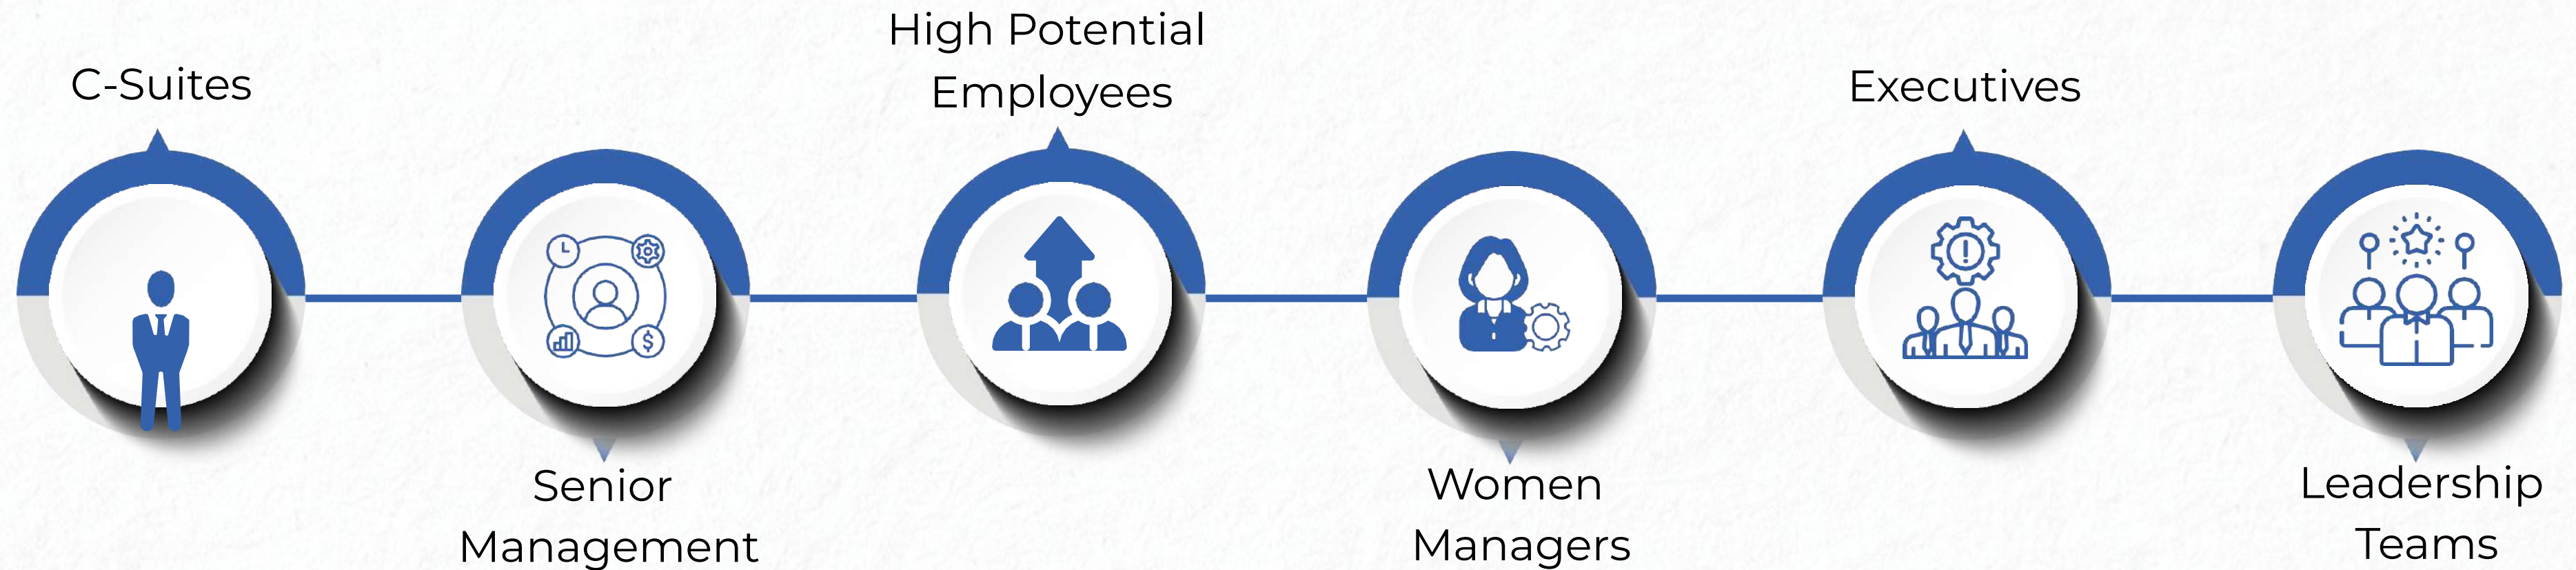 C-Suites
Senior
Management
High Potential
Employees
Women
Managers
Executives
Leadership
Teams